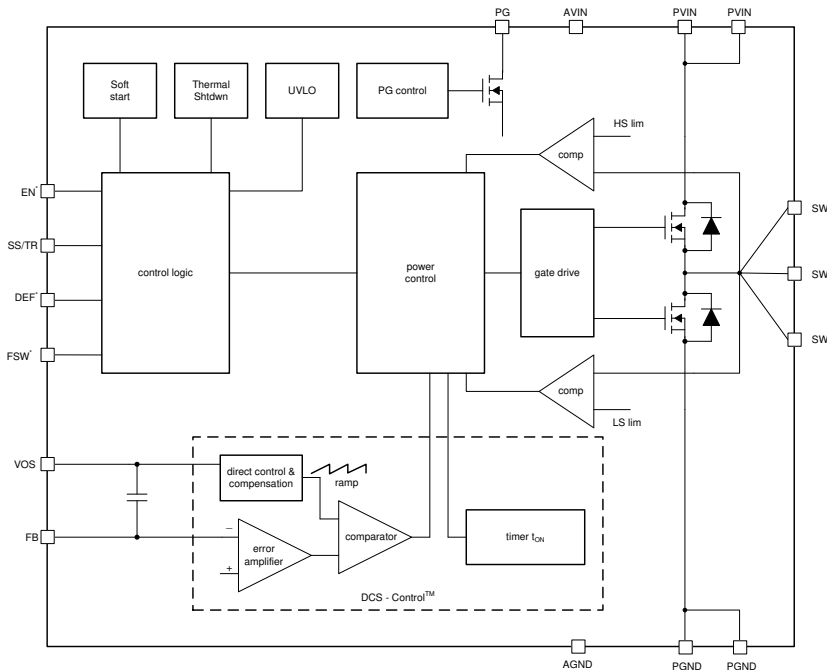 PG
AVIN
PVIN
PVIN
Soft
start
Thermal
Shtdwn
UVLO
PG control
HS lim
comp
EN*
SS/TR
DEF*
FSW*
control logic
power
control
gate drive
SW
SW
SW
comp
LS lim
VOS
FB
direct control &
compensation
ramp
_
+
error
amplifier
comparator
timer tON
DCS - Control™
AGND
PGND
PGND